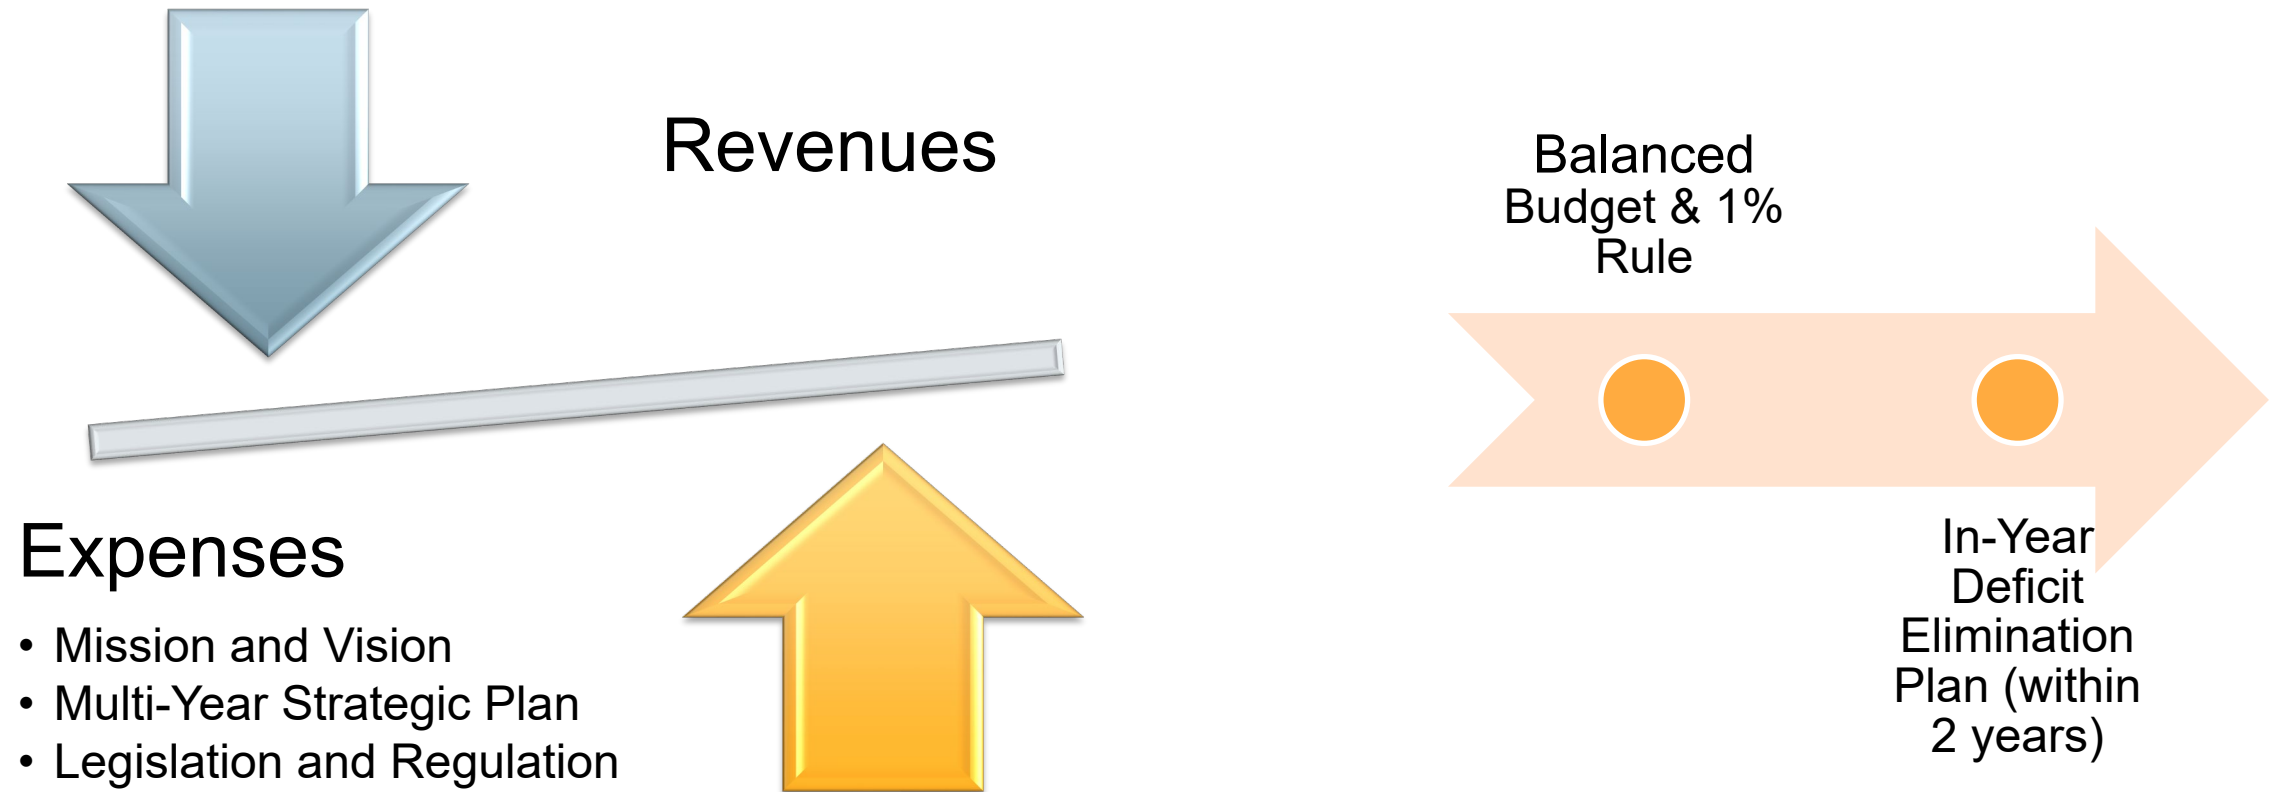 Revenues
Expenses
• Mission and Vision
• Multi-Year Strategic Plan
• Legislation and Regulation
Balanced
Budget & 1%
Rule
In-Year
Deficit
Elimination
Plan (within
2 years)